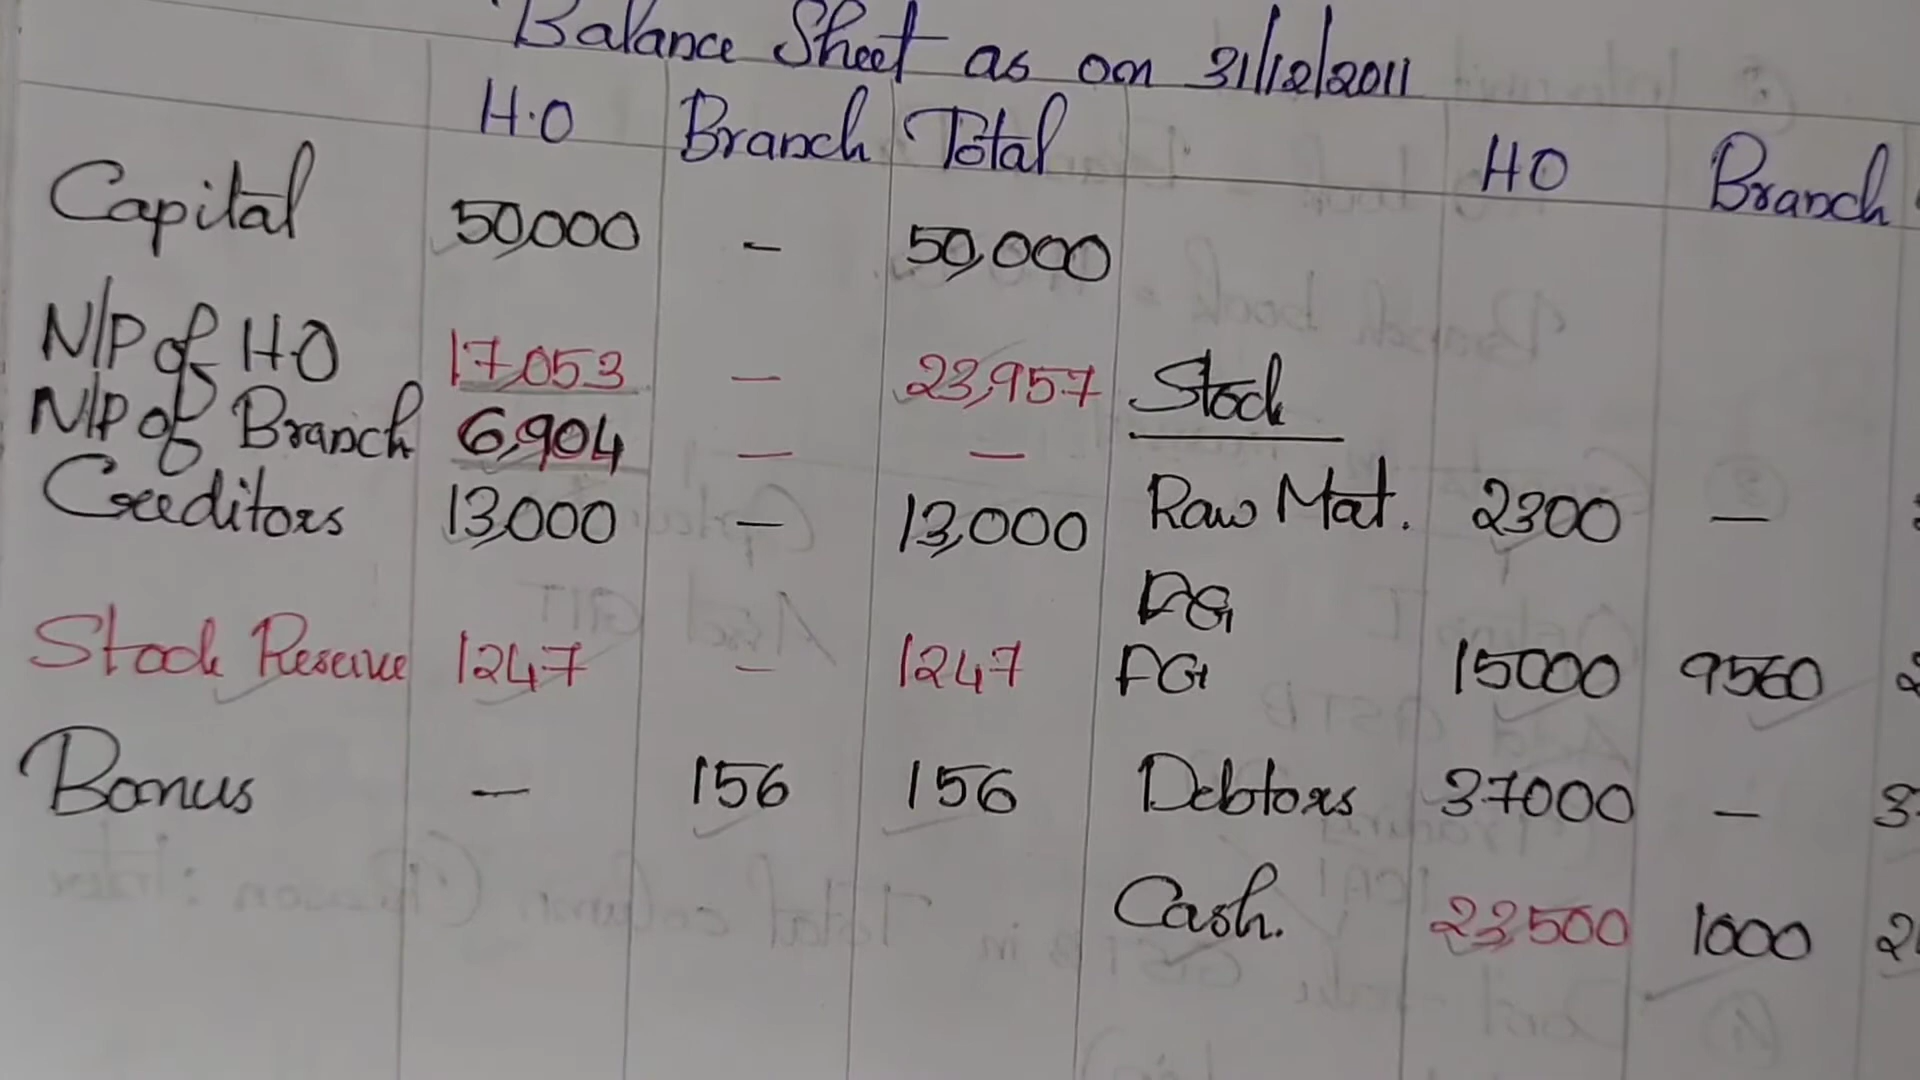 Balance Sheet as on 31/12/2011
H.O Branch Total HO Branch
Capital 50,000 - 50,000
N/P of H.O 17,053 - 23,957 Stock
N/P of Branch 6,904 - -
Creditors 13,000 - 13,000 Raw Mat. 2300 -
FG
Stock Reserve 1247 - 1247 FG 15000 9560
Bonus - 156 156 Debtors 37000 -
Cash. 23,500 1000